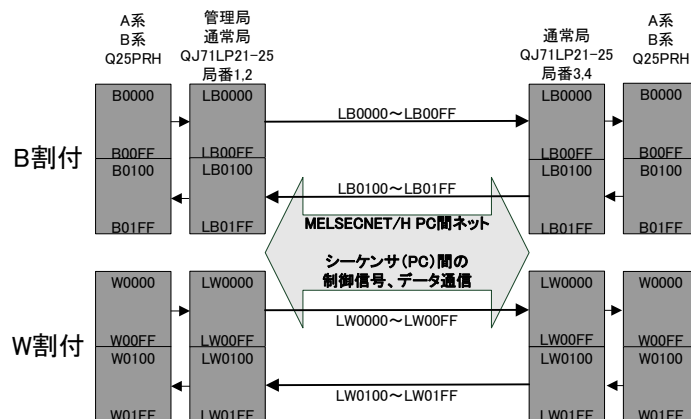 A系
B系
Q25PRH
管理局
通常局
QJ71LP21-25
局番1,2
通常局
QJ71LP21-25
局番3,4
A系
B系
Q25PRH
B割付
B0000
B00FF
B0100
B01FF
LB0000
LB00FF
LB0100
LB01FF
LB0000～LB00FF
LB0100～LB01FF
LB0000
LB00FF
LB0100
LB01FF
B0000
B00FF
B0100
B01FF
MELSECNET/H PC間ネット
シーケンサ(PC)間の
制御信号、データ通信
W割付
W0000
W00FF
W0100
W01FF
LW0000
LW00FF
LW0100
LW01FF
LW0000～LW00FF
LW0100～LW01FF
LW0000
LW00FF
LW0100
LW01FF
W0000
W00FF
W0100
W01FF